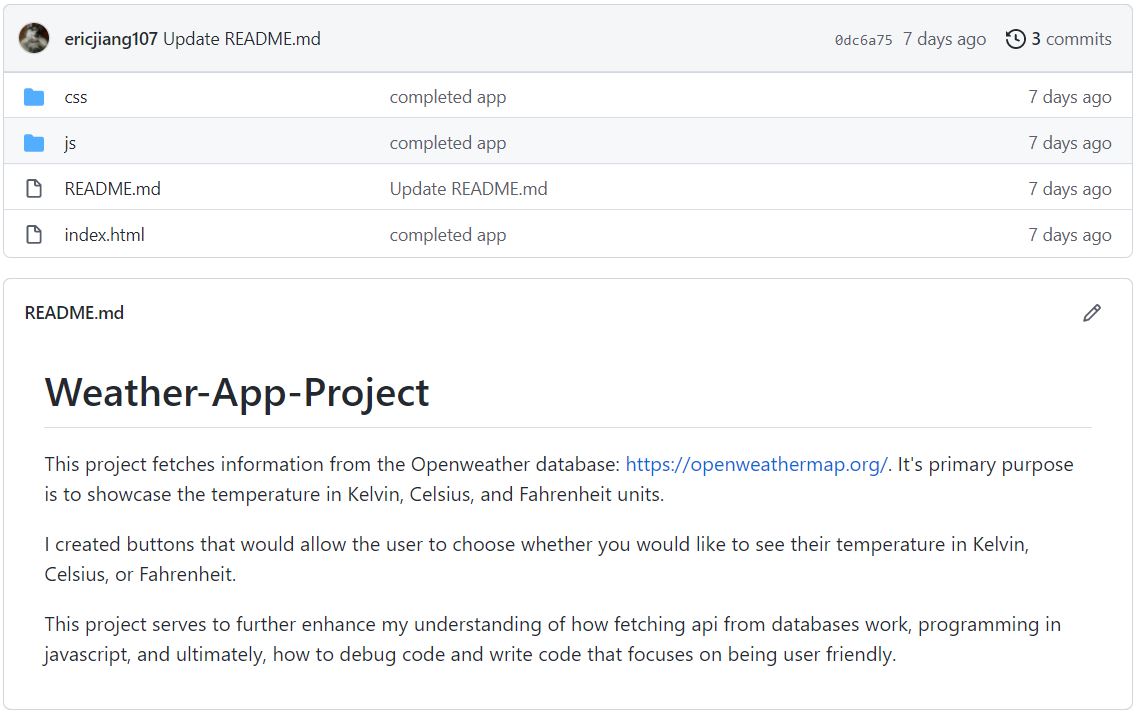 ericjiang107 Update README.md 0dc6a75 7 days ago 3 commits
css completed app 7 days ago
js completed app 7 days ago
README.md Update README.md 7 days ago
index.html completed app 7 days ago
README.md
Weather-App-Project
This project fetches information from the Openweather database: https://openweathermap.org/. It's primary purpose
is to showcase the temperature in Kelvin, Celsius, and Fahrenheit units.
I created buttons that would allow the user to choose whether you would like to see their temperature in Kelvin,
Celsius, or Fahrenheit.
This project serves to further enhance my understanding of how fetching api from databases work, programming in
javascript, and ultimately, how to debug code and write code that focuses on being user friendly.